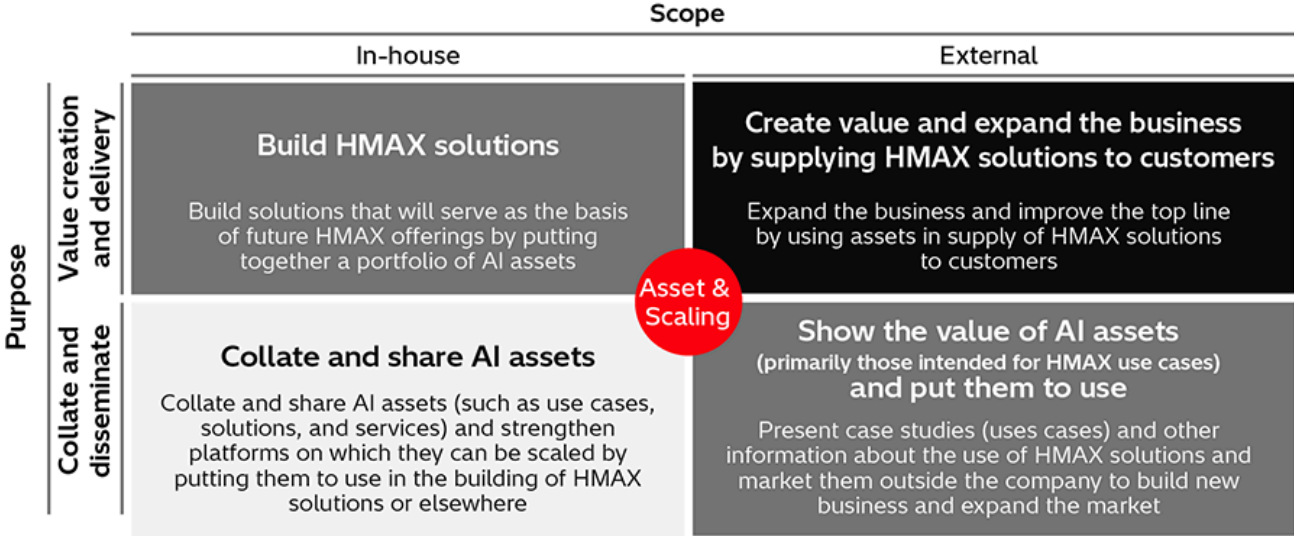 Scope
In-house
External
Purpose
Value creation
and delivery
Build HMAX solutions
Build solutions that will serve as the basis
of future HMAX offerings by putting
together a portfolio of AI assets
Create value and expand the business
by supplying HMAX solutions to customers
Expand the business and improve the top line
by using assets in supply of HMAX solutions
to customers
Asset &
Scaling
Collate and
disseminate
Collate and share AI assets
Collate and share AI assets (such as use cases,
solutions, and services) and strengthen
platforms on which they can be scaled by
putting them to use in the building of HMAX
solutions or elsewhere
Show the value of AI assets
(primarily those intended for HMAX use cases)
and put them to use
Present case studies (uses cases) and other
information about the use of HMAX solutions and
market them outside the company to build new
business and expand the market